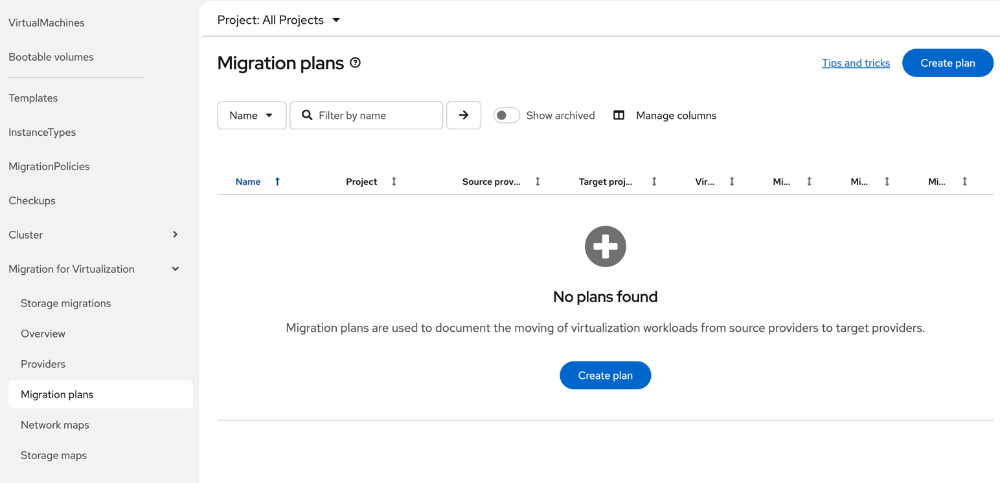 VirtualMachines
Bootable volumes
Templates
InstanceTypes
MigrationPolicies
Checkups
Cluster
Migration for Virtualization
Storage migrations
Overview
Providers
Migration plans
Network maps
Storage maps
Project: All Projects
Migration plans
Tips and tricks
Create plan
Name
Filter by name
Show archived
Manage columns
Name Project Source prov... Target proj... Vir... Mi... Mi... Mi...
No plans found
Migration plans are used to document the moving of virtualization workloads from source providers to target providers.
Create plan